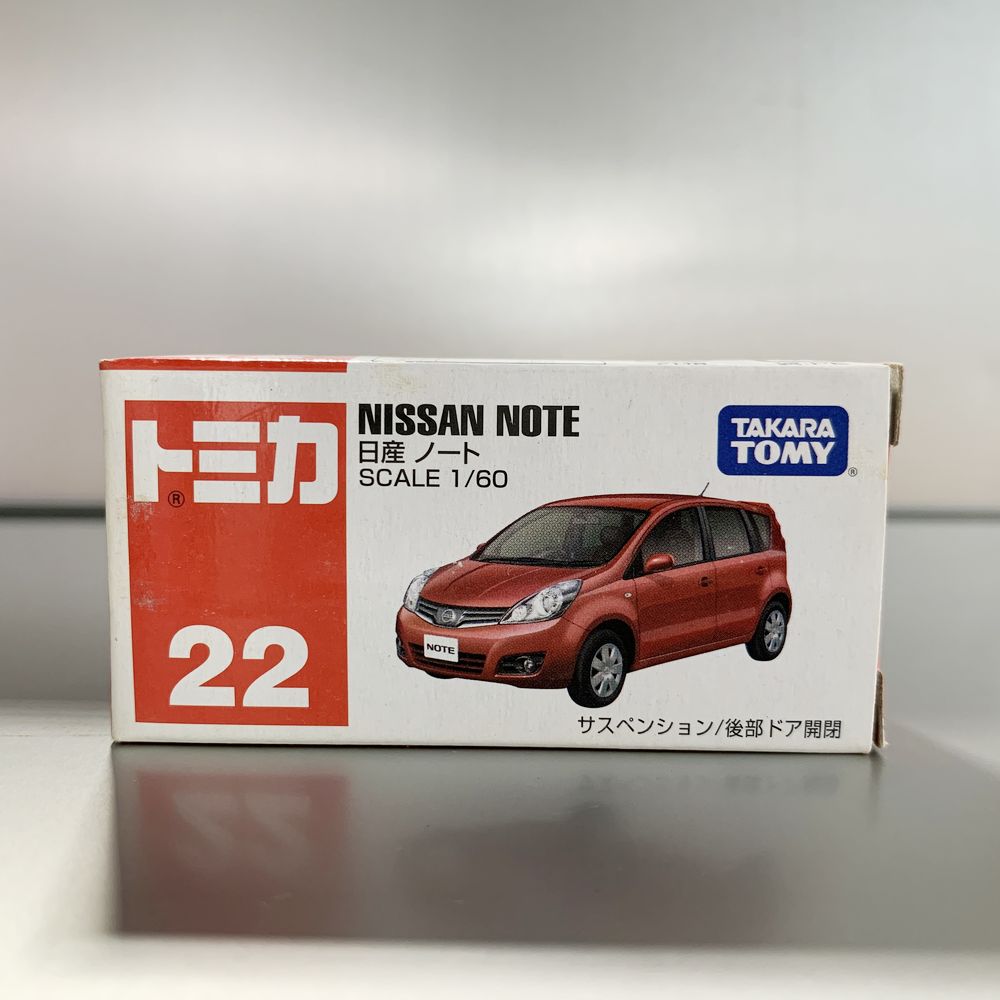 トミカ
®
22
NISSAN NOTE
日産 ノート
SCALE 1/60
TAKARA
TOMY
®
NOTE
サスペンション/後部ドア開閉